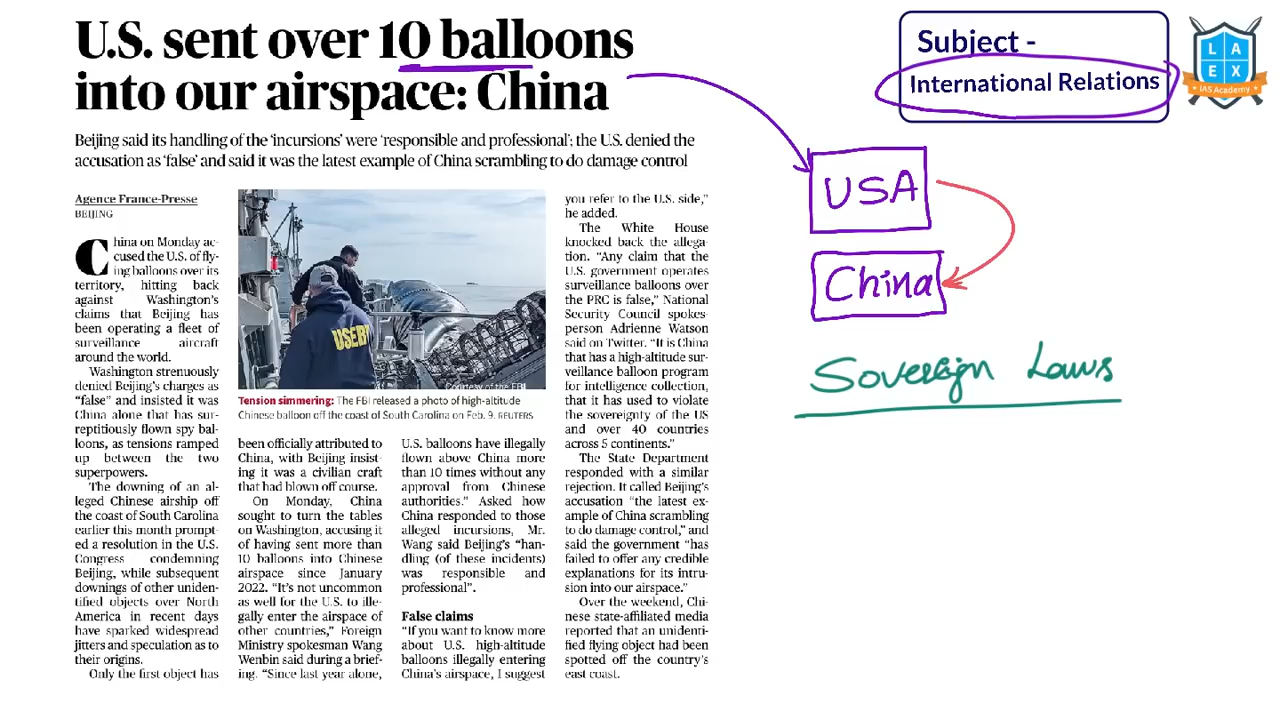 U.S. sent over 10 balloons
into our airspace: China
Beijing said its handling of the ‘incursions’ were ‘responsible and professional’; the U.S. denied the
accusation as ‘false’ and said it was the latest example of China scrambling to do damage control
Agence France-Presse
BEIJING
China on Monday ac-
cused the U.S. of fly-
ing balloons over its
territory, hitting back
against Washington’s
claims that Beijing has
been operating a fleet of
surveillance aircraft
around the world.
Washington strenuously
denied Beijing’s charges as
“false” and insisted it was
China alone that has sur-
reptitiously flown spy bal-
loons, as tensions ramped
up between the two
superpowers.
The downing of an al-
leged Chinese airship off
the coast of South Carolina
earlier this month prompt-
ed a resolution in the U.S.
Congress condemning
Beijing, while subsequent
downings of other uniden-
tified objects over North
America in recent days
have sparked widespread
jitters and speculation as to
their origins.
Only the first object has
USFBI
Courtesy of the FBI
Tension simmering: The FBI released a photo of high-altitude
Chinese balloon off the coast of South Carolina on Feb. 9. REUTERS
been officially attributed to
China, with Beijing insist-
ing it was a civilian craft
that had blown off course.
On Monday, China
sought to turn the tables
on Washington, accusing it
of having sent more than
10 balloons into Chinese
airspace since January
2022. “It’s not uncommon
as well for the U.S. to ille-
gally enter the airspace of
other countries,” Foreign
Ministry spokesman Wang
Wenbin said during a brief-
ing. “Since last year alone,
U.S. balloons have illegally
flown above China more
than 10 times without any
approval from Chinese
authorities.” Asked how
China responded to those
alleged incursions, Mr.
Wang said Beijing’s “han-
dling (of these incidents)
was responsible and
professional”.
False claims
“If you want to know more
about U.S. high-altitude
balloons illegally entering
China’s airspace, I suggest
you refer to the U.S. side,”
he added.
The White House
knocked back the allega-
tion. “Any claim that the
U.S. government operates
surveillance balloons over
the PRC is false,” National
Security Council spokes-
person Adrienne Watson
said on Twitter. “It is China
that has a high-altitude sur-
veillance balloon program
for intelligence collection,
that it has used to violate
the sovereignty of the US
and over 40 countries
across 5 continents.”
The State Department
responded with a similar
rejection. It called Beijing’s
accusation “the latest ex-
ample of China scrambling
to do damage control,” and
said the government “has
failed to offer any credible
explanations for its intru-
sion into our airspace.”
Over the weekend, Chi-
nese state-affiliated media
reported that an unidenti-
fied flying object had been
spotted off the country’s
east coast.
Subject -
International Relations
L A
E X
IAS Academy
USA
China
Sovereign Laws